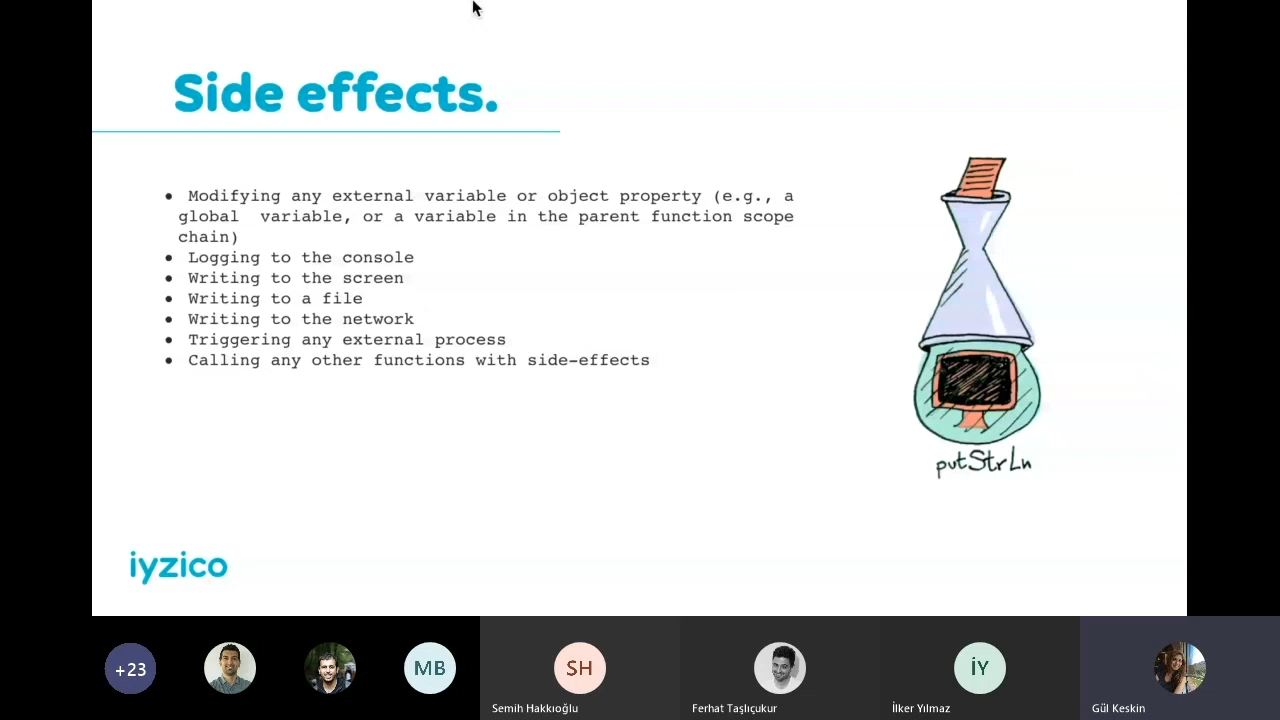 Side effects.
● Modifying any external variable or object property (e.g., a
global variable, or a variable in the parent function scope
chain)
● Logging to the console
● Writing to the screen
● Writing to a file
● Writing to the network
● Triggering any external process
● Calling any other functions with side-effects
putStrLn
iyzico
+23
MB
SH
İY
Semih Hakkıoğlu
Ferhat Taşlıçukur
İlker Yılmaz
Gül Keskin